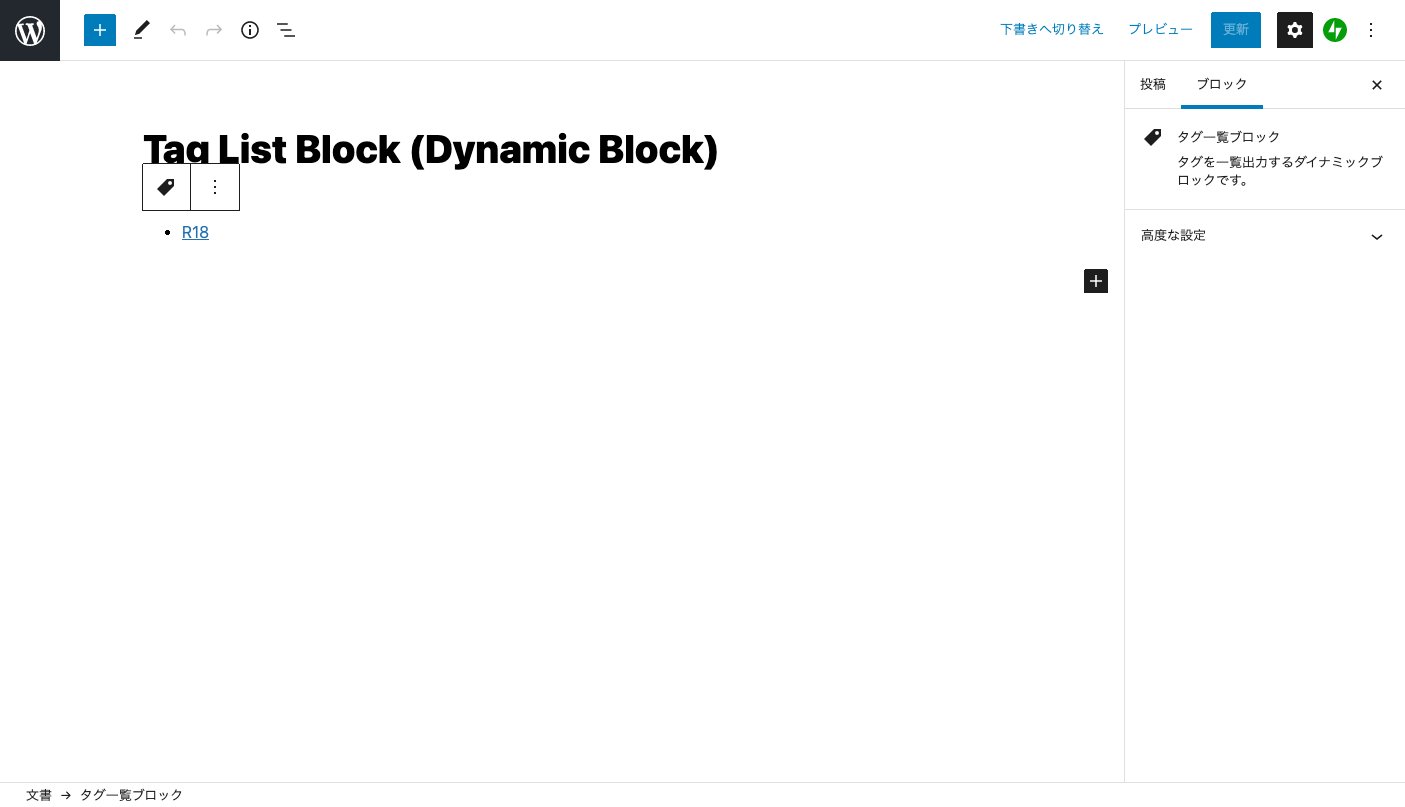 下書きへ切り替え プレビュー 更新
投稿 ブロック
Tag List Block (Dynamic Block)
R18
タグ一覧ブロック
タグを一覧出力するダイナミックブ
ロックです。
高度な設定
文書 → タグ一覧ブロック